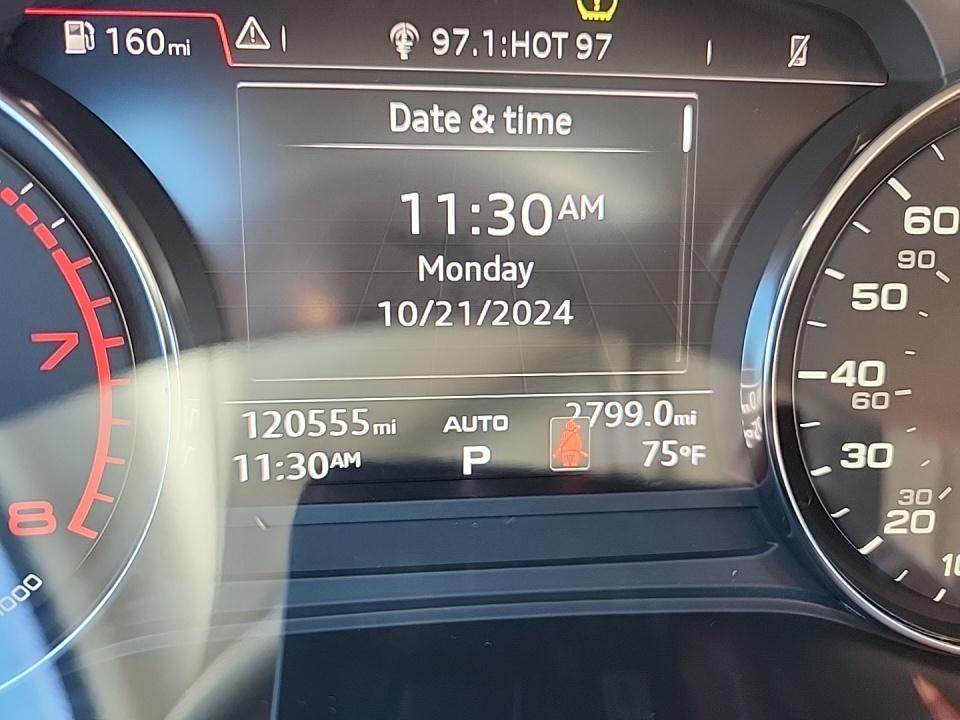 160mi
97.1:HOT 97
Date & time
11:30AM
Monday
10/21/2024
120555mi
AUTO
2799.0mi
11:30AM
P
75°F
7
8
60
90
50
40
60
30
30
20